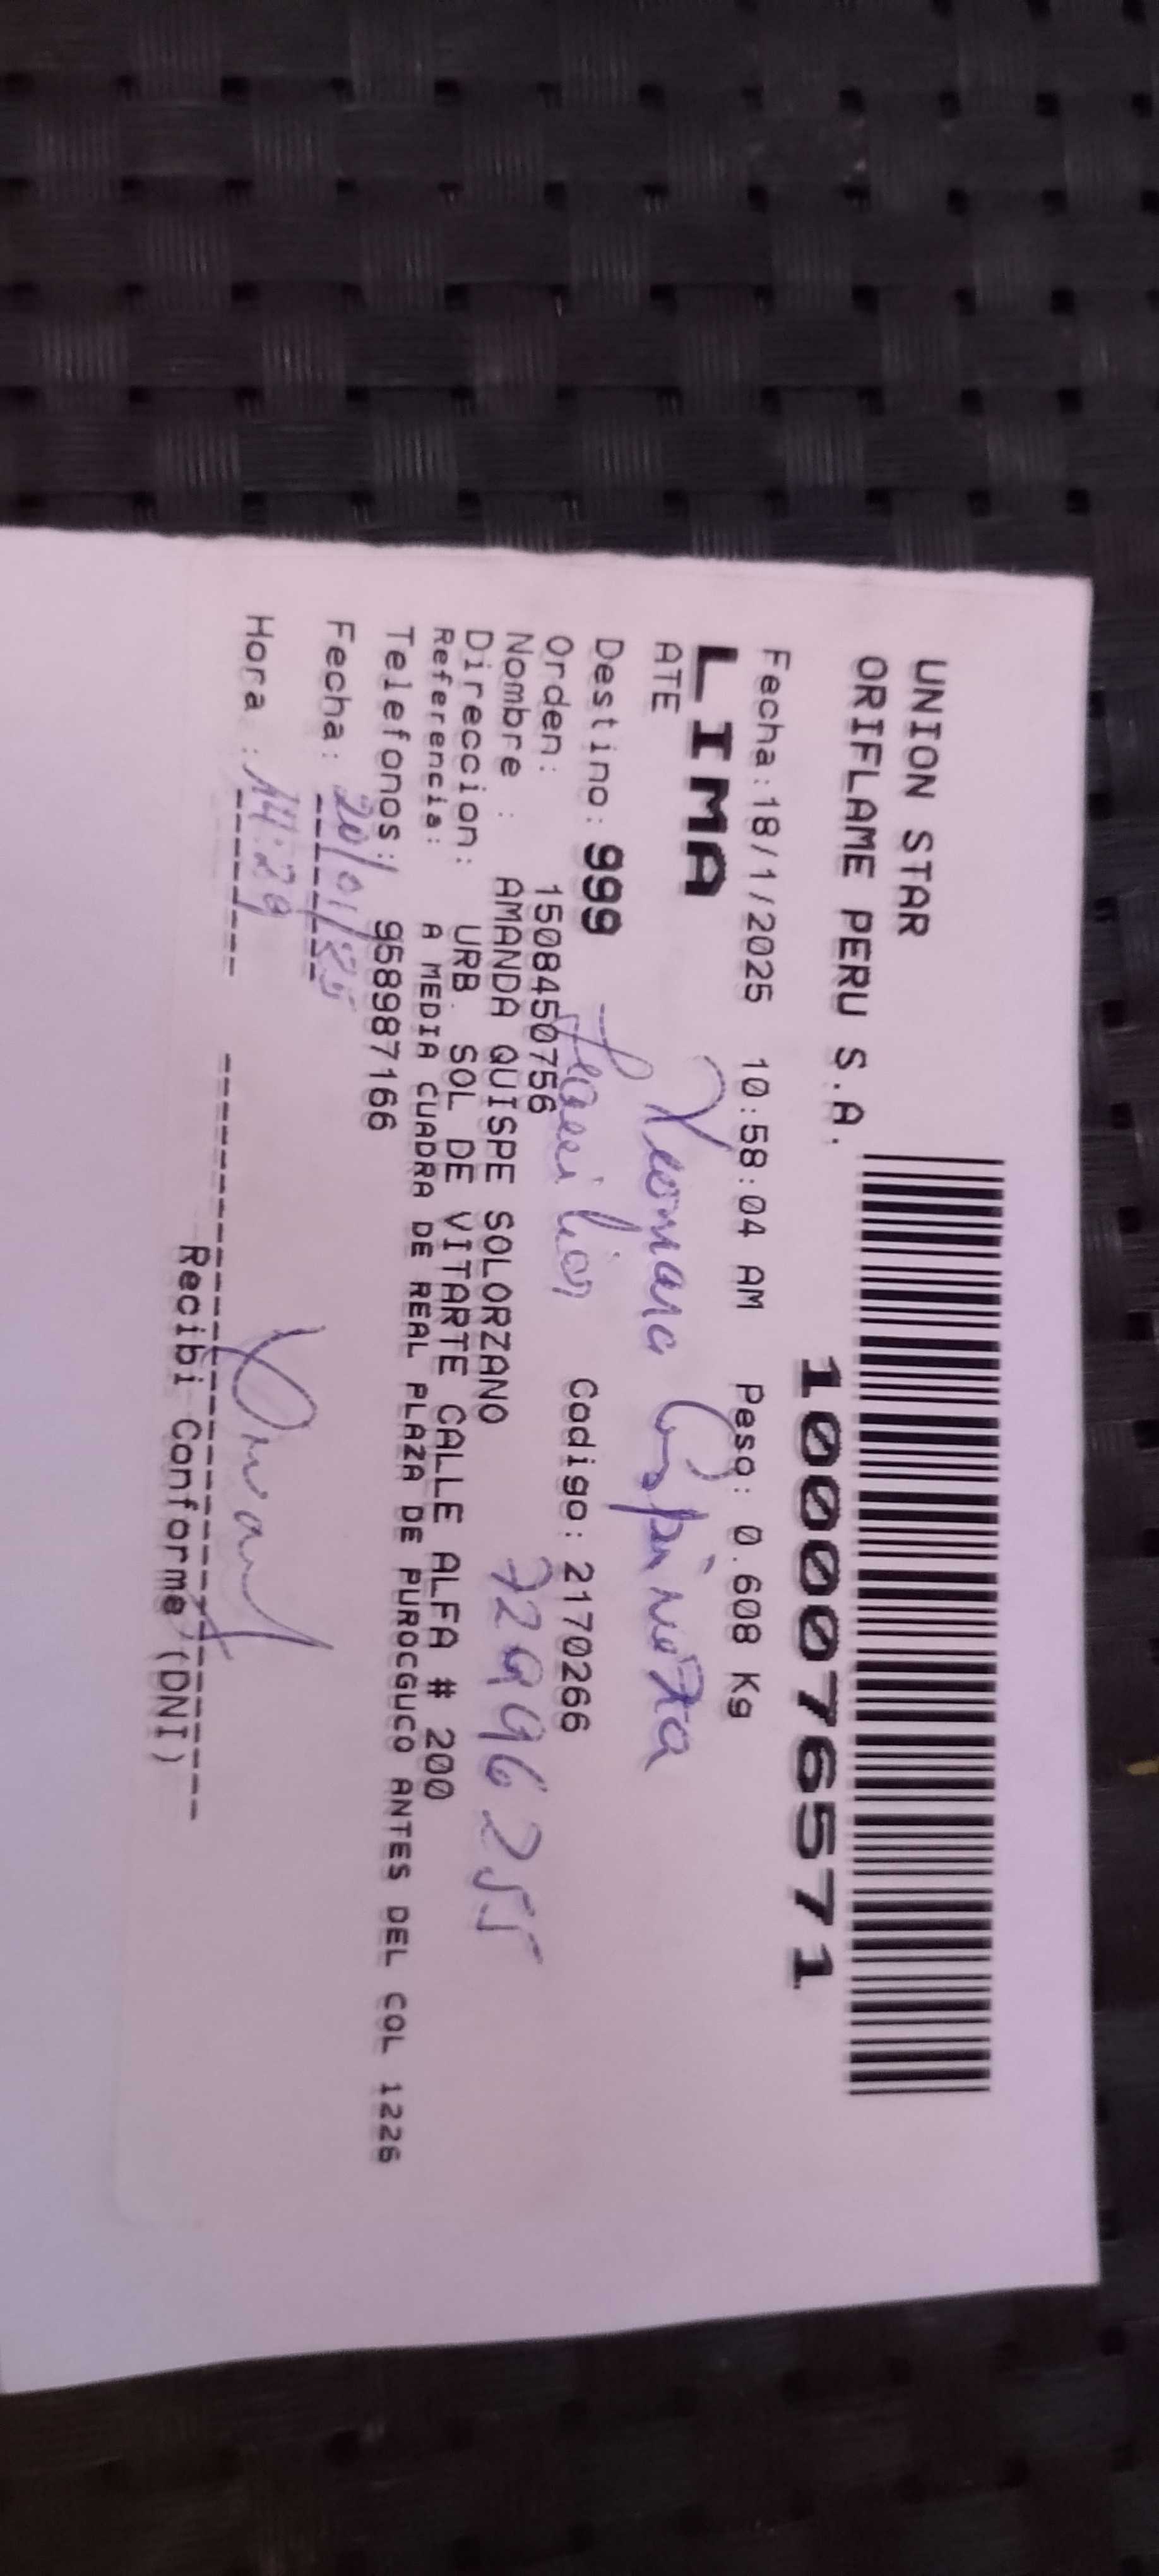 UNION STAR
ORIFLAME PERU S.A.
10000765771
Fecha:18/1/2025 10:58:04 AM Peso: 0.608 Kg
LIMA
ATE
Destino: 999 Codigo: 2170266
Orden: 1508450756
Nombre : AMANDA QUISPE SOLORZANO
Direccion: URB. SOL DE VITARTE CALLE ALFA # 200
Referencia: A MEDIA CUADRA DE REAL PLAZA DE PUROCGUCO ANTES DEL COL 1226
Telefonos: 958987166
Fecha: 20/01/25
Hora : 14:29
Recibi Conforme (DNI)